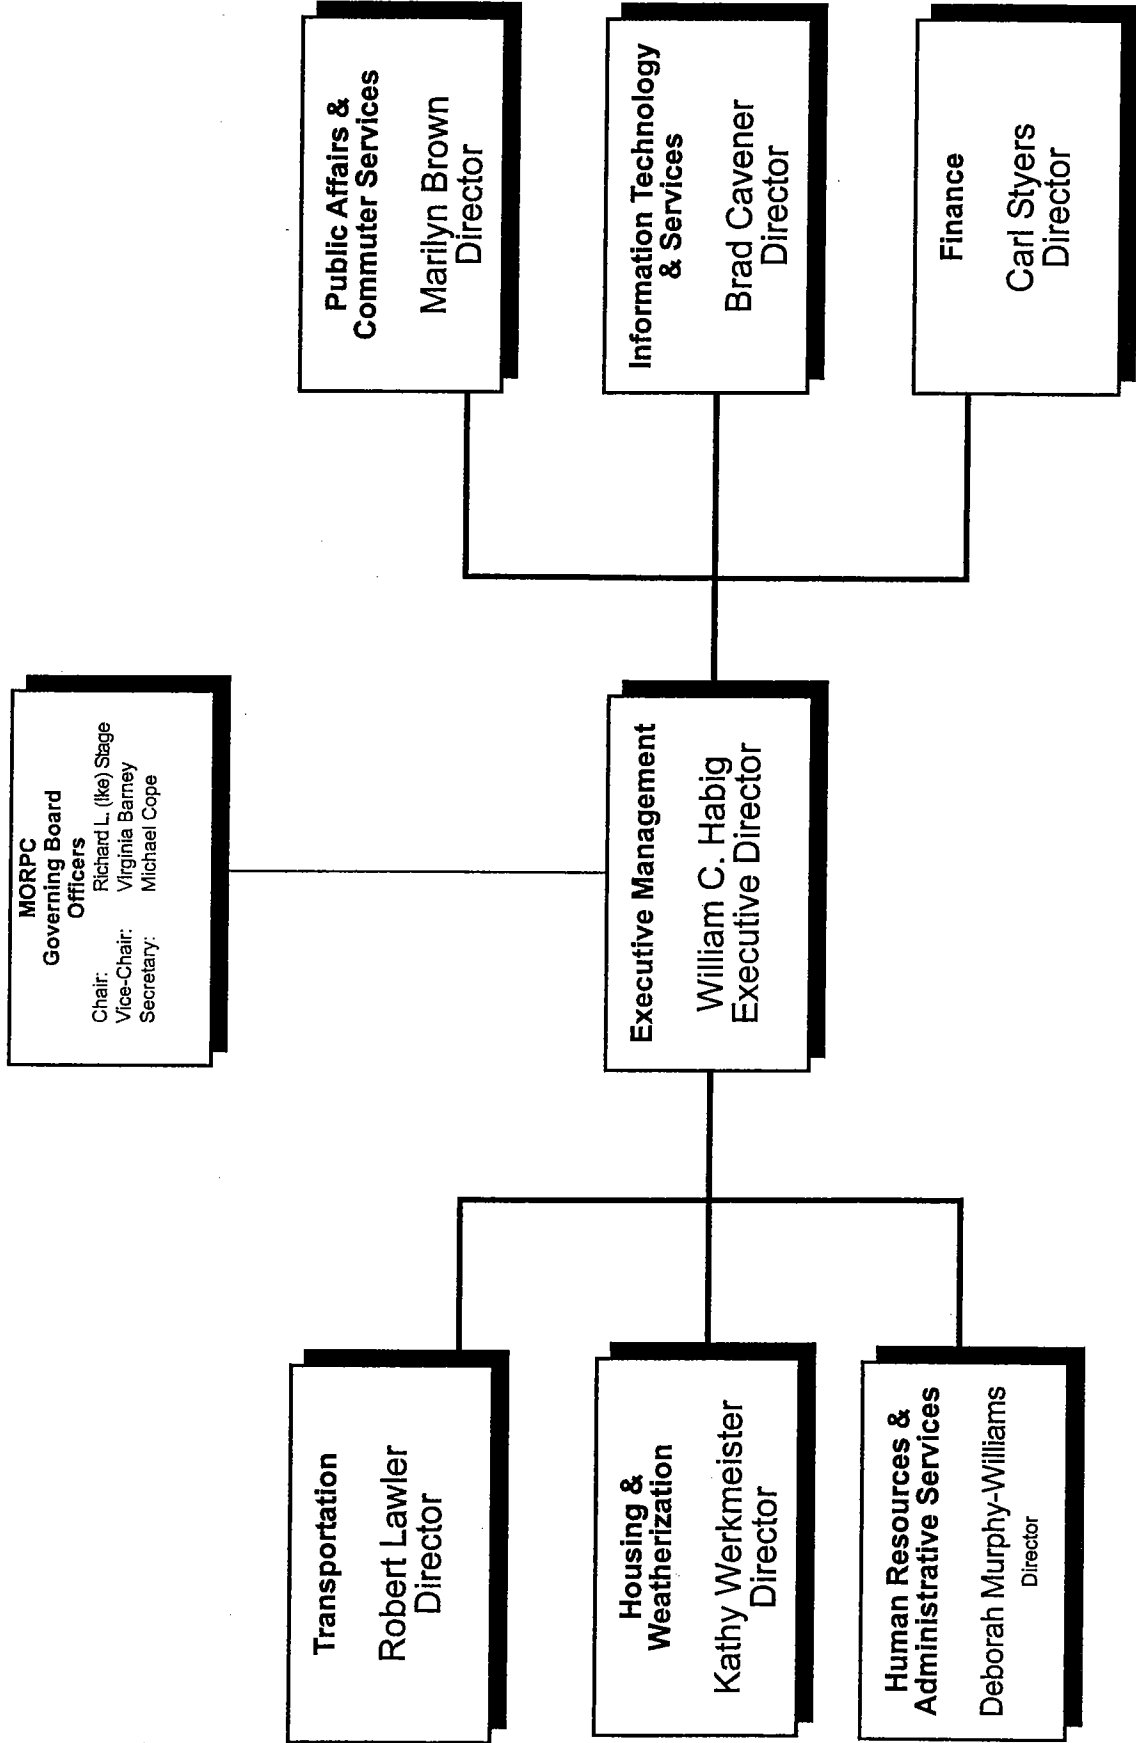 MORPC
Governing Board
Officers
Chair: Richard L. (Ike) Stage
Vice-Chair: Virginia Barney
Secretary: Michael Cope
Executive Management
William C. Habig
Executive Director
Transportation
Robert Lawler
Director
Housing &
Weatherization
Kathy Werkmeister
Director
Human Resources &
Administrative Services
Deborah Murphy-Williams
Director
Public Affairs &
Commuter Services
Marilyn Brown
Director
Information Technology
& Services
Brad Cavener
Director
Finance
Carl Styers
Director